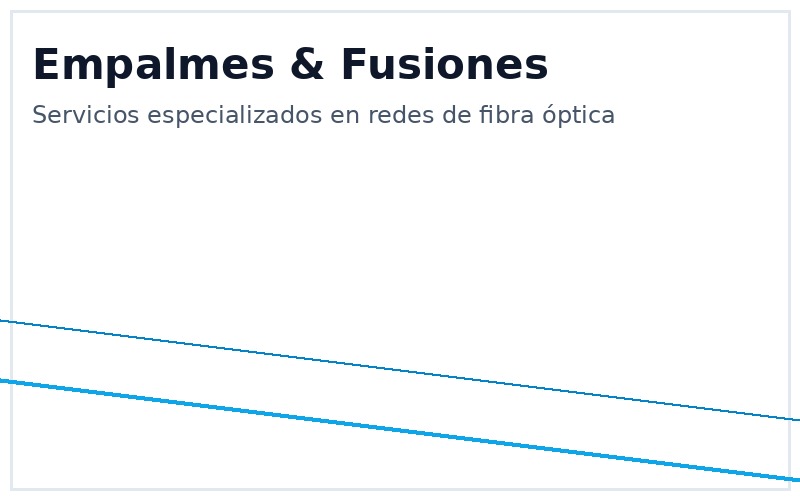 Empalmes & Fusiones
Servicios especializados en redes de fibra óptica